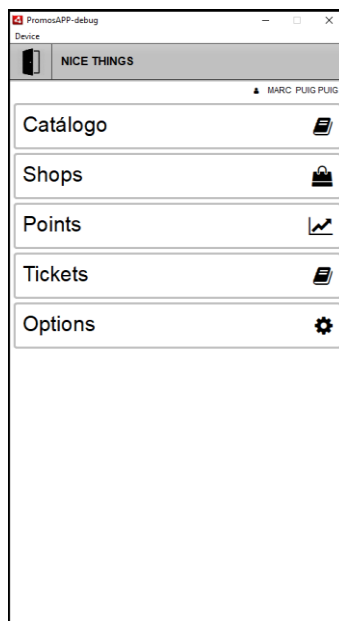 PromosAPP-debug
Device
NICE THINGS
MARC PUIG PUIG
Catálogo
Shops
Points
Tickets
Options